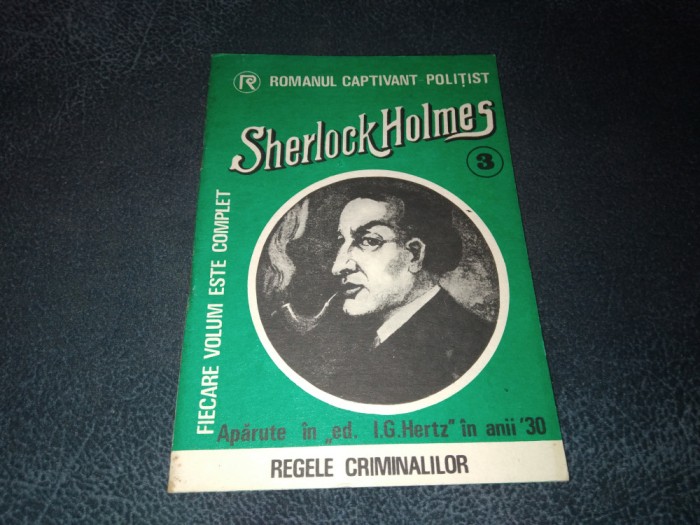 R ROMANUL CAPTIVANT POLIȚIST
Sherlock Holmes
3
FIECARE VOLUM ESTE COMPLET
Apărute în „ed. I.G.Hertz" în anii '30
REGELE CRIMINALILOR